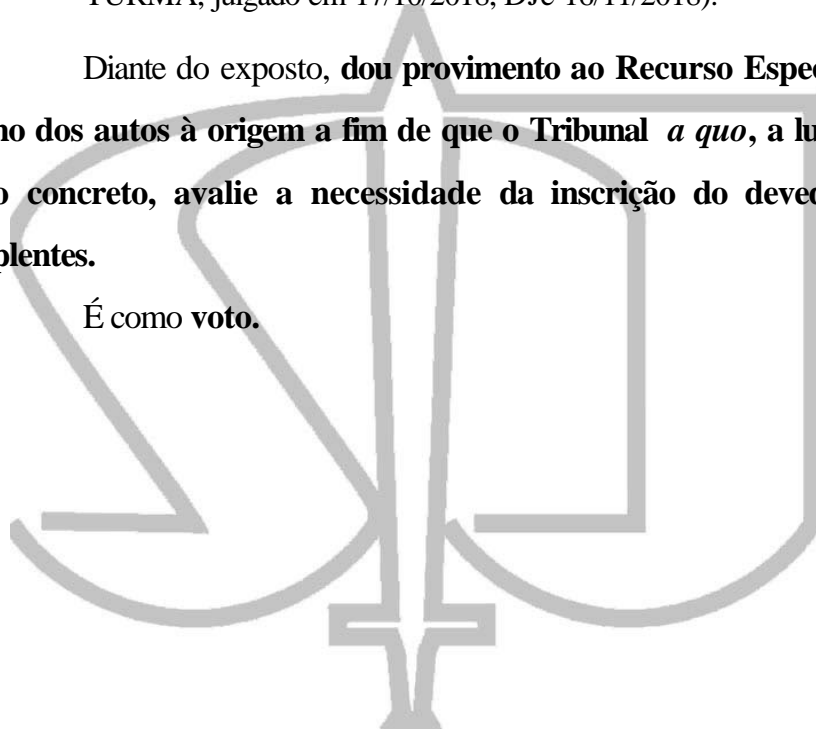 TURMA, julgado em 17/10/2018, DJe 16/11/2018).
Diante do exposto, dou provimento ao Recurso Espec
no dos autos à origem a fim de que o Tribunal a quo, a lu
o concreto, avalie a necessidade da inscrição do deved
plentes.
É como voto.